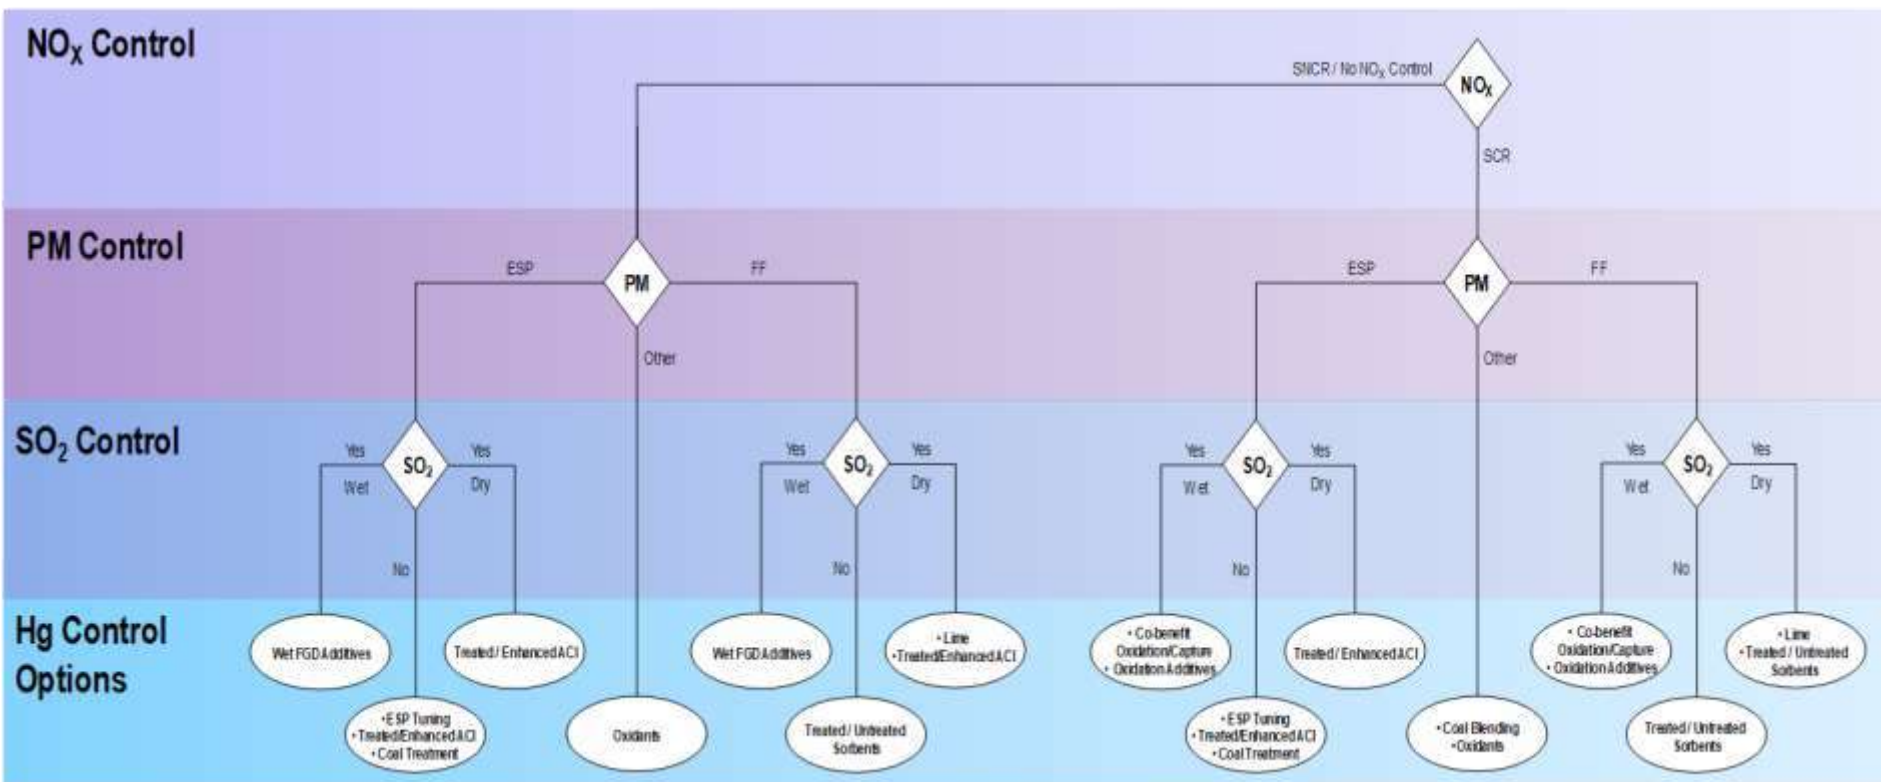 NOX Control
SNCR / No NOX Control
NOX
SCR
PM Control
ESP
PM
FF
Other
ESP
PM
FF
Other
SO2 Control
Yes
Wet
SO2
Yes
Dry
No
Yes
Wet
SO2
Yes
Dry
No
Yes
Wet
SO2
Yes
Dry
No
Yes
Wet
SO2
Yes
Dry
No
Hg Control
Options
Wet FGD Additives
Treated / Enhanced ACI
Wet FGD Additives
• Lime
• Treated/Enhanced ACI
• Co-benefit
Oxidation/Capture
• Oxidation Additives
Treated / Enhanced ACI
• Co-benefit
Oxidation/Capture
• Oxidation Additives
• Lime
• Treated / Untreated
Sorbents
• ESP Tuning
• Treated/Enhanced ACI
• Coal Treatment
Oxidants
Treated / Untreated
Sorbents
• ESP Tuning
• Treated/Enhanced ACI
• Coal Treatment
• Coal Blending
• Oxidants
Treated / Untreated
Sorbents